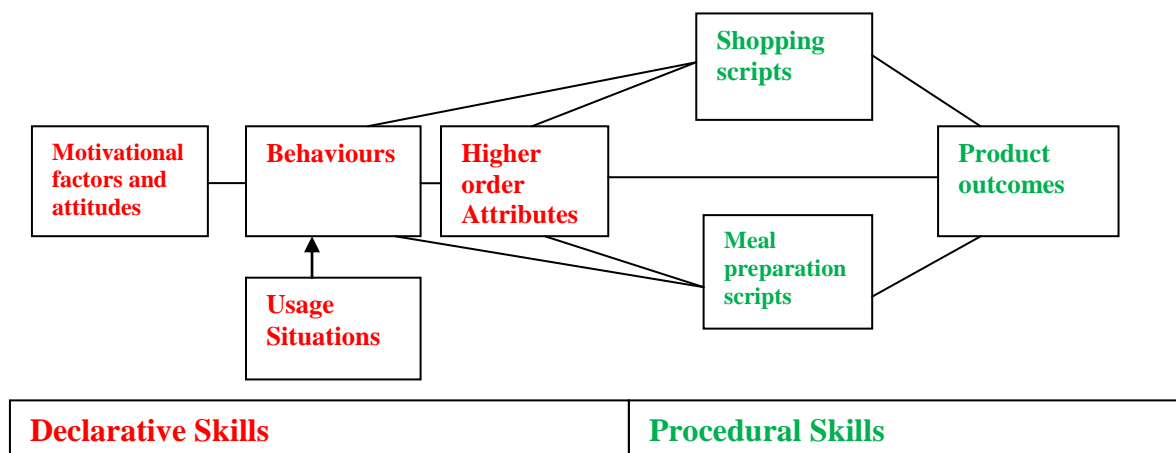 Shopping
scripts
Motivational
factors and
attitudes
Behaviours
Higher
order
Attributes
Product
outcomes
Meal
preparation
scripts
Usage
Situations
Declarative Skills
Procedural Skills